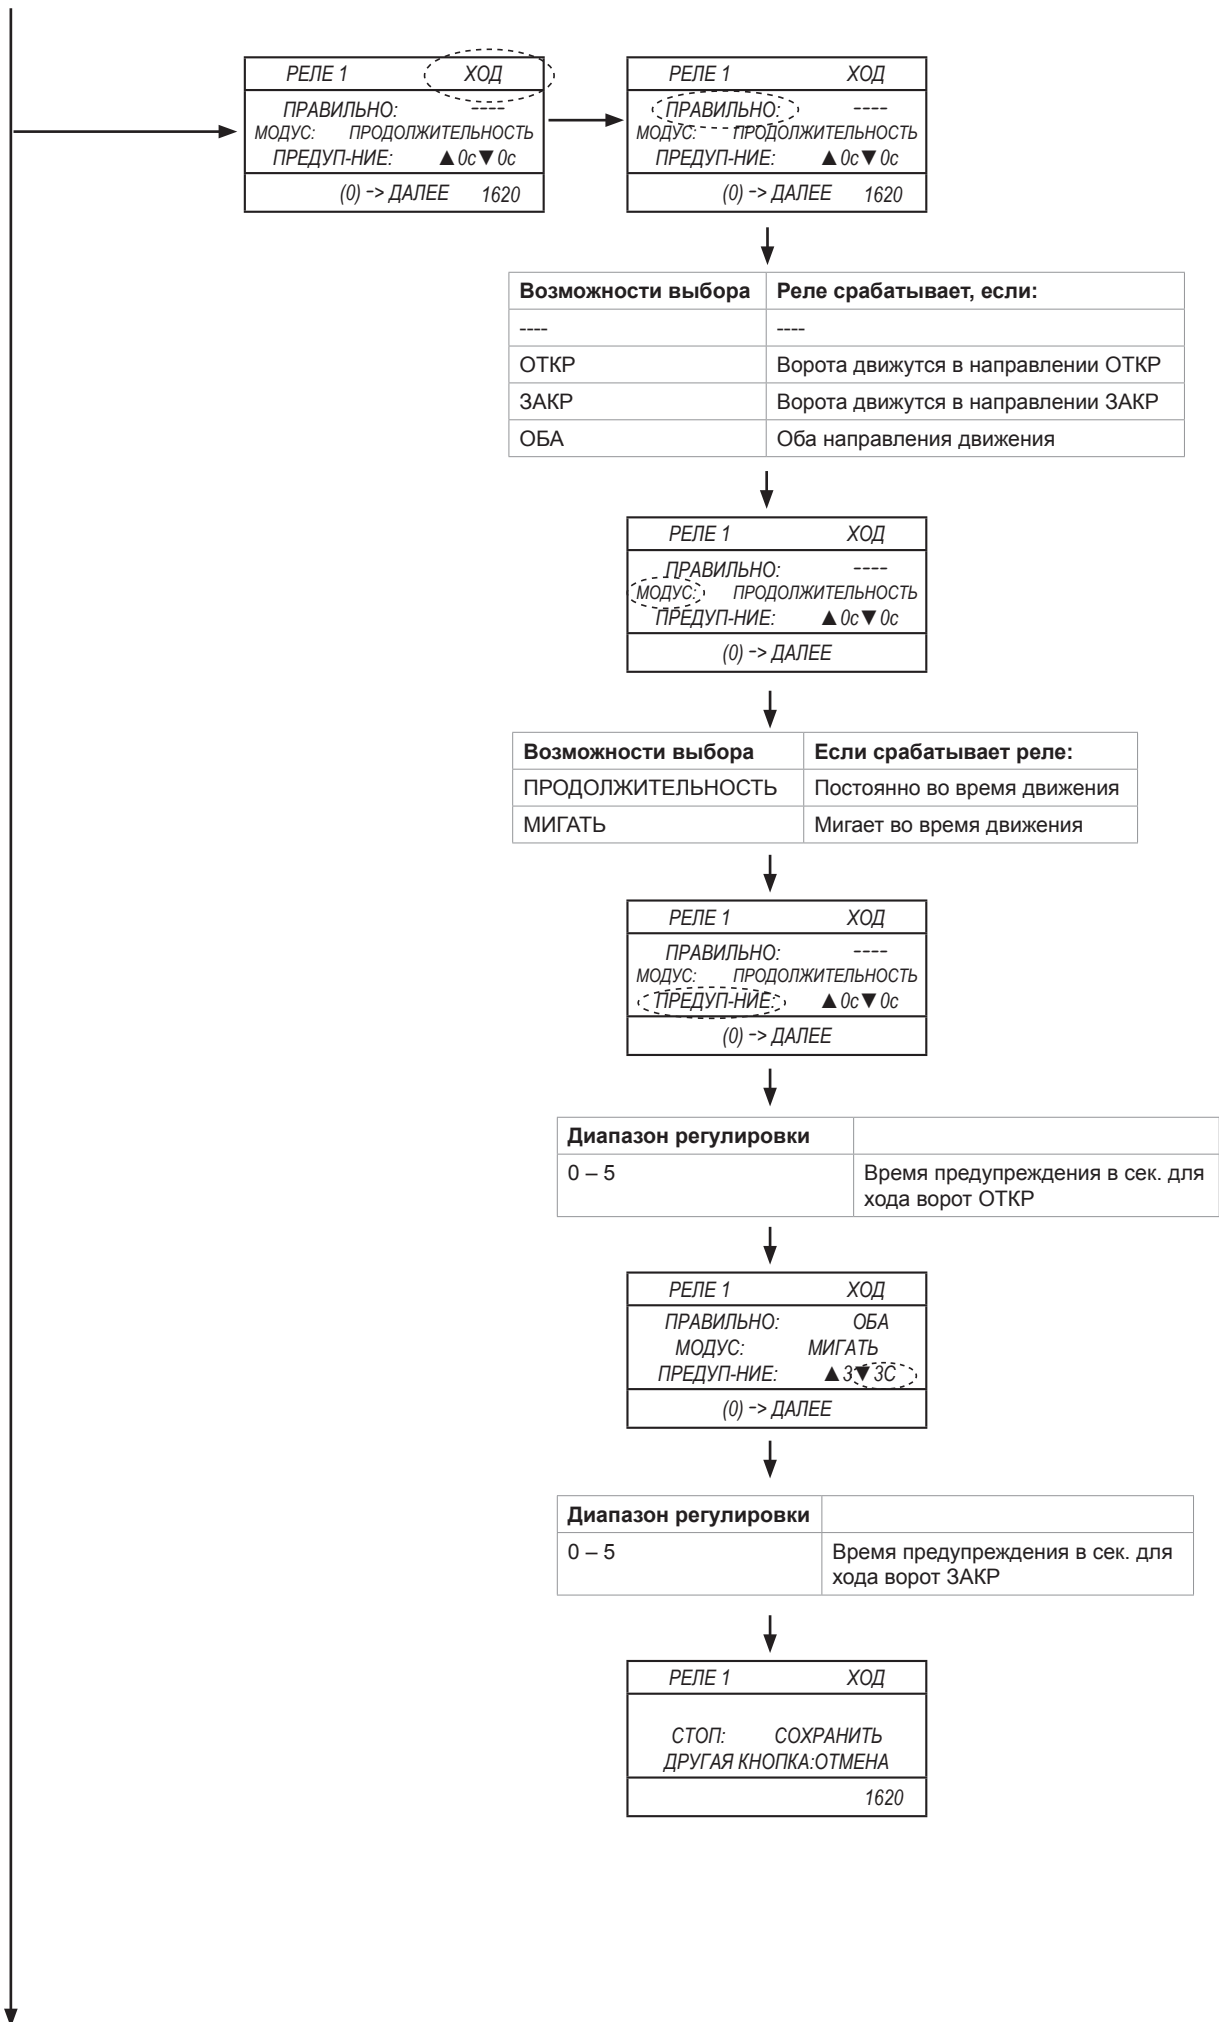 РЕЛЕ 1 ХОД
ПРАВИЛЬНО: ----
МОДУС: ПРОДОЛЖИТЕЛЬНОСТЬ
ПРЕДУП-НИЕ: ▲0с▼0с
(0) -> ДАЛЕЕ 1620
РЕЛЕ 1 ХОД
ПРАВИЛЬНО: ----
МОДУС: ПРОДОЛЖИТЕЛЬНОСТЬ
ПРЕДУП-НИЕ: ▲0с▼0с
(0) -> ДАЛЕЕ 1620
Возможности выбора Реле срабатывает, если:
---- ----
ОТКР Ворота движутся в направлении ОТКР
ЗАКР Ворота движутся в направлении ЗАКР
ОБА Оба направления движения
РЕЛЕ 1 ХОД
ПРАВИЛЬНО: ----
МОДУС: ПРОДОЛЖИТЕЛЬНОСТЬ
ПРЕДУП-НИЕ: ▲0с▼0с
(0) -> ДАЛЕЕ
Возможности выбора Если срабатывает реле:
ПРОДОЛЖИТЕЛЬНОСТЬ Постоянно во время движения
МИГАТЬ Мигает во время движения
РЕЛЕ 1 ХОД
ПРАВИЛЬНО: ----
МОДУС: ПРОДОЛЖИТЕЛЬНОСТЬ
ПРЕДУП-НИЕ: ▲0с▼0с
(0) -> ДАЛЕЕ
Диапазон регулировки
0 – 5 Время предупреждения в сек. для
хода ворот ОТКР
РЕЛЕ 1 ХОД
ПРАВИЛЬНО: ОБА
МОДУС: МИГАТЬ
ПРЕДУП-НИЕ: ▲3▼3С
(0) -> ДАЛЕЕ
Диапазон регулировки
0 – 5 Время предупреждения в сек. для
хода ворот ЗАКР
РЕЛЕ 1 ХОД
СТОП: СОХРАНИТЬ
ДРУГАЯ КНОПКА:ОТМЕНА
1620